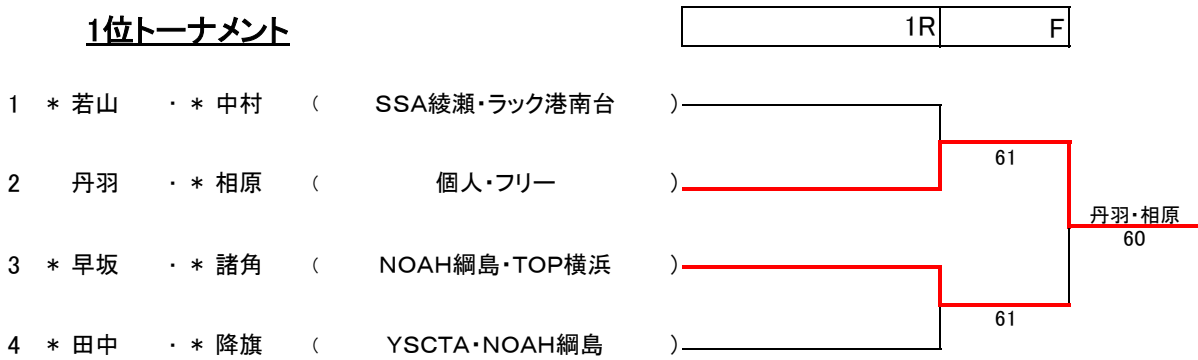 1位トーナメント 1R F
1 * 若山 ・ * 中村 ( SSA綾瀬・ラック港南台 )
61
2 丹羽 ・ * 相原 ( 個人・フリー )
丹羽・相原
60
3 * 早坂 ・ * 諸角 ( NOAH綱島・TOP横浜 )
61
4 * 田中 ・ * 降旗 ( YSCTA・NOAH綱島 )